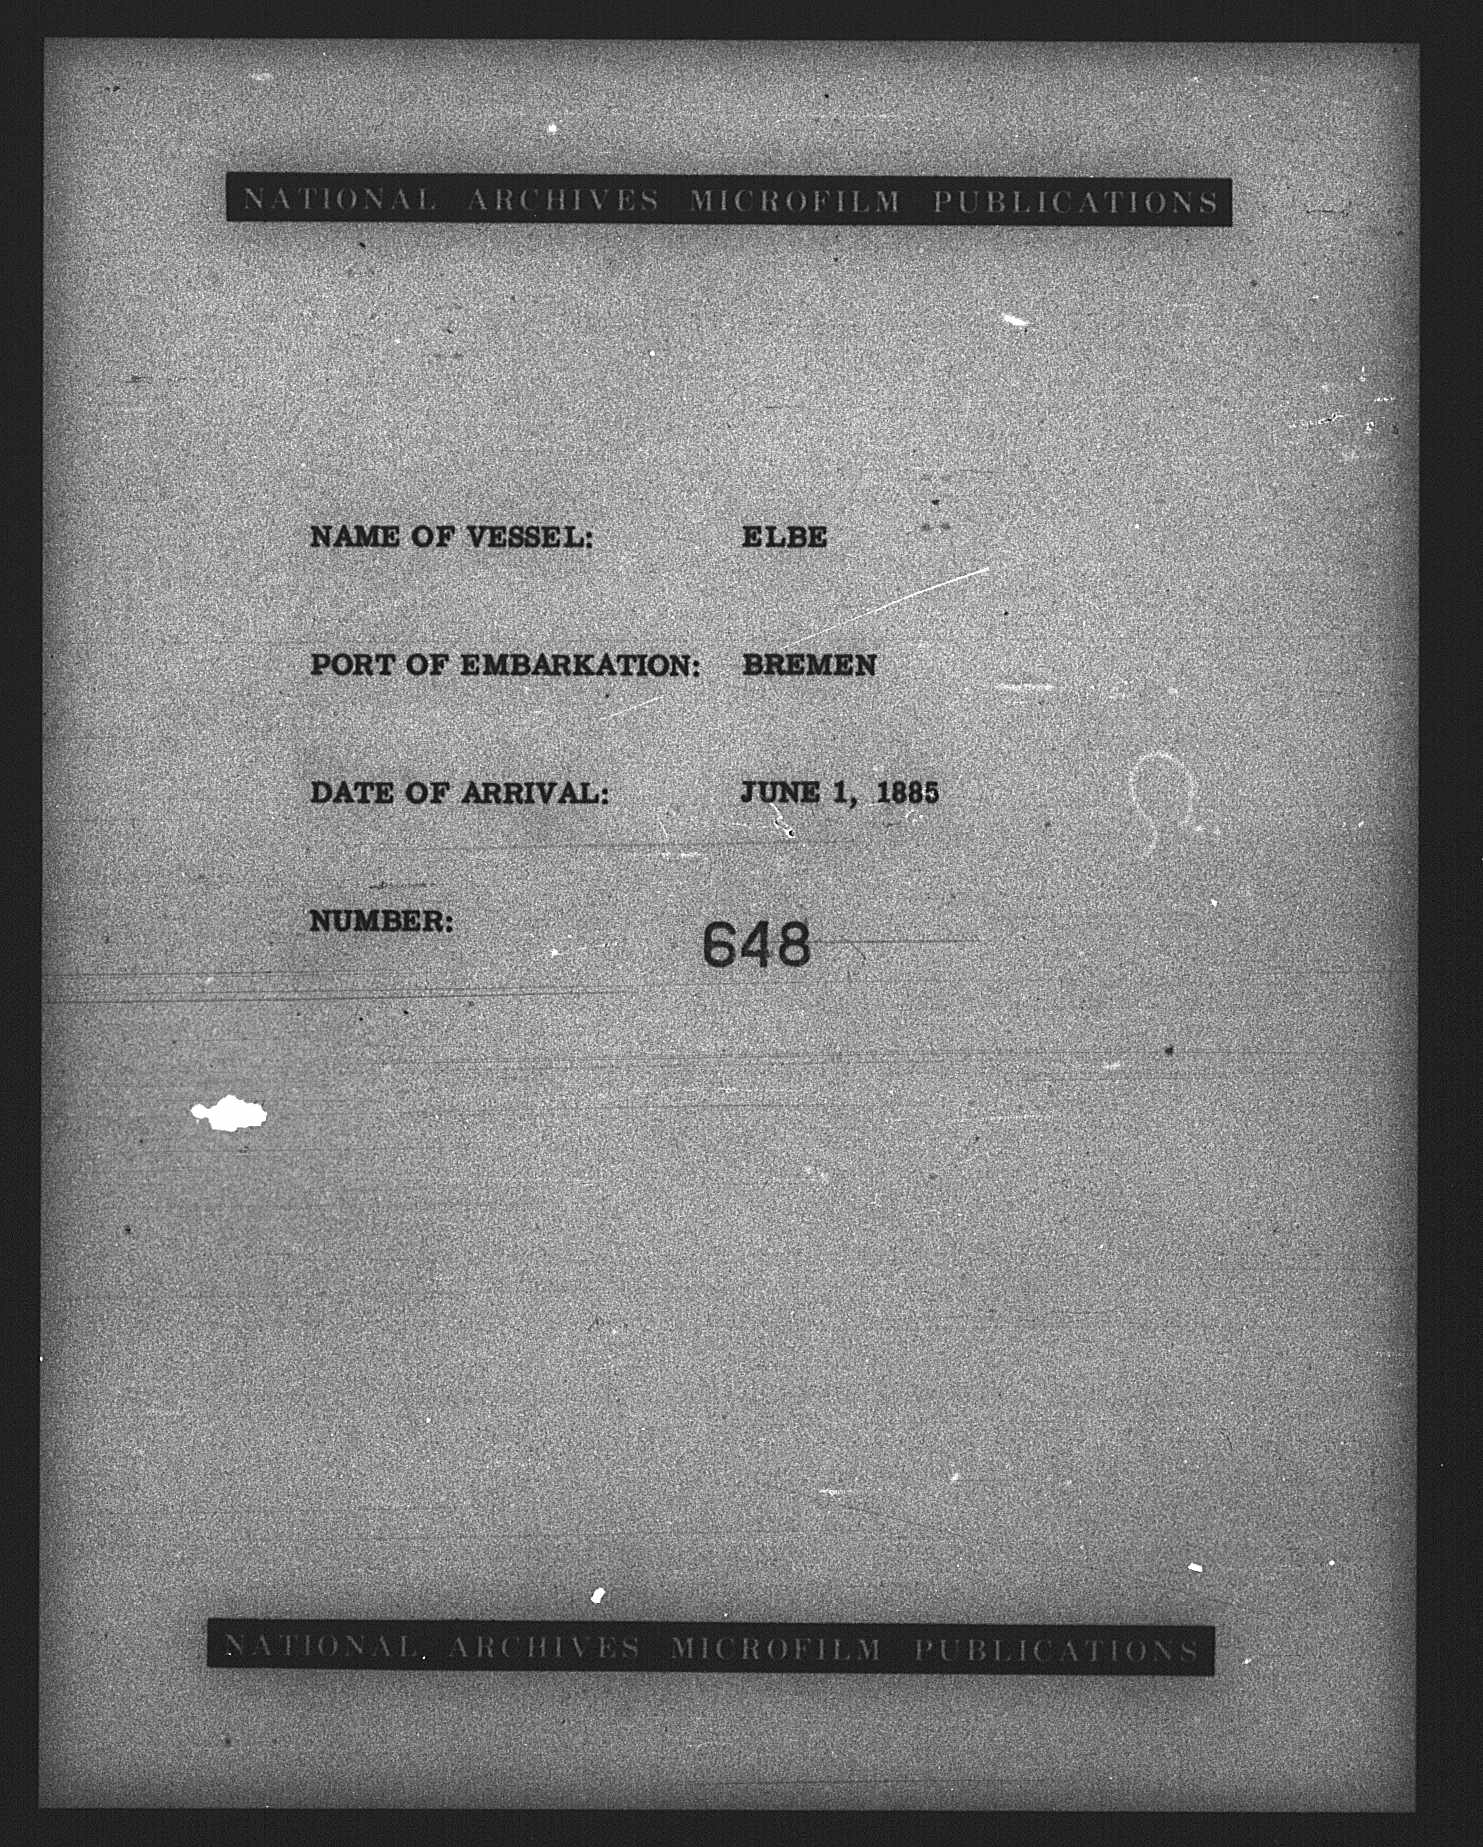 NATIONAL ARCHIVES MICROFILM PUBLICATIONS
NAME OF VESSEL: ELBE
PORT OF EMBARKATION: BREMEN
DATE OF ARRIVAL: JUNE 1, 1885
NUMBER: 648
NATIONAL ARCHIVES MICROFILM PUBLICATIONS